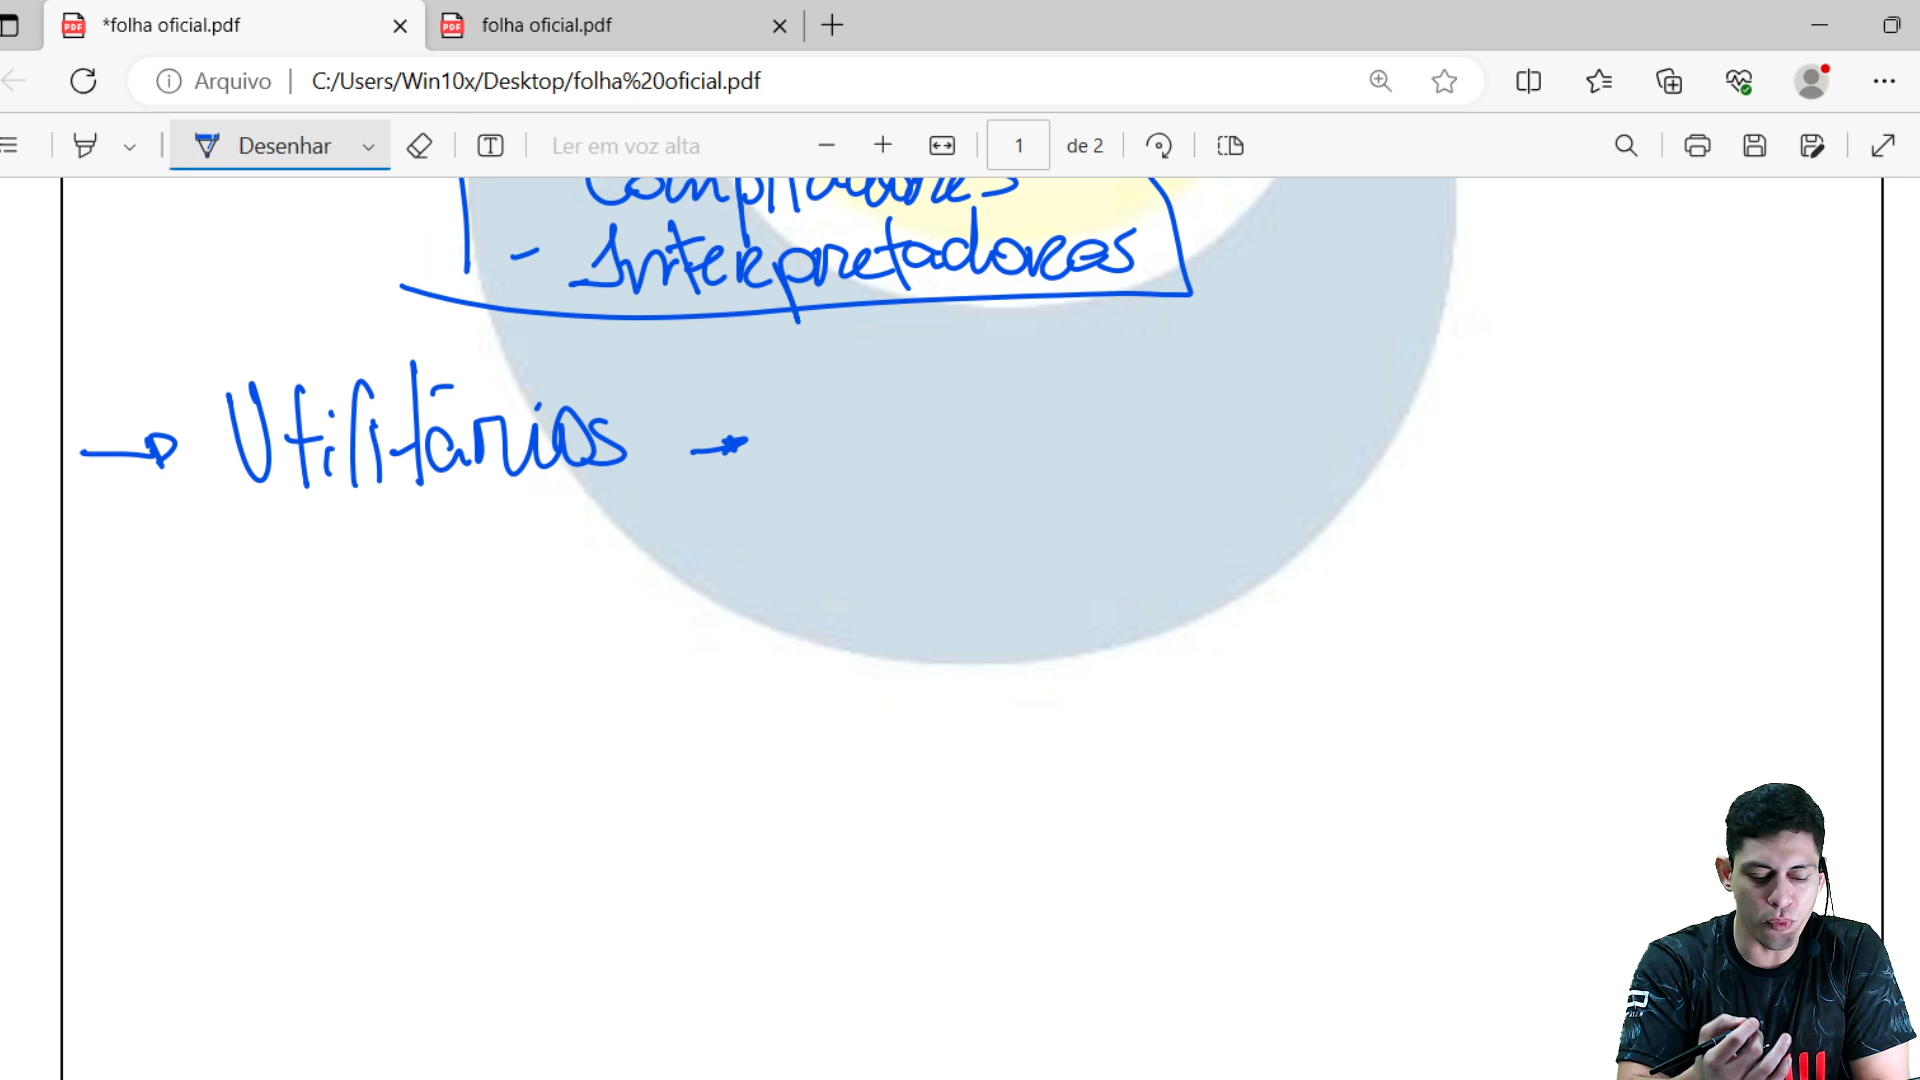 *folha oficial.pdf
folha oficial.pdf
Arquivo
C:/Users/Win10x/Desktop/folha%20oficial.pdf
Desenhar
Ler em voz alta
1
de 2
Compiladores
- Interpretadores
→ Utilitários →